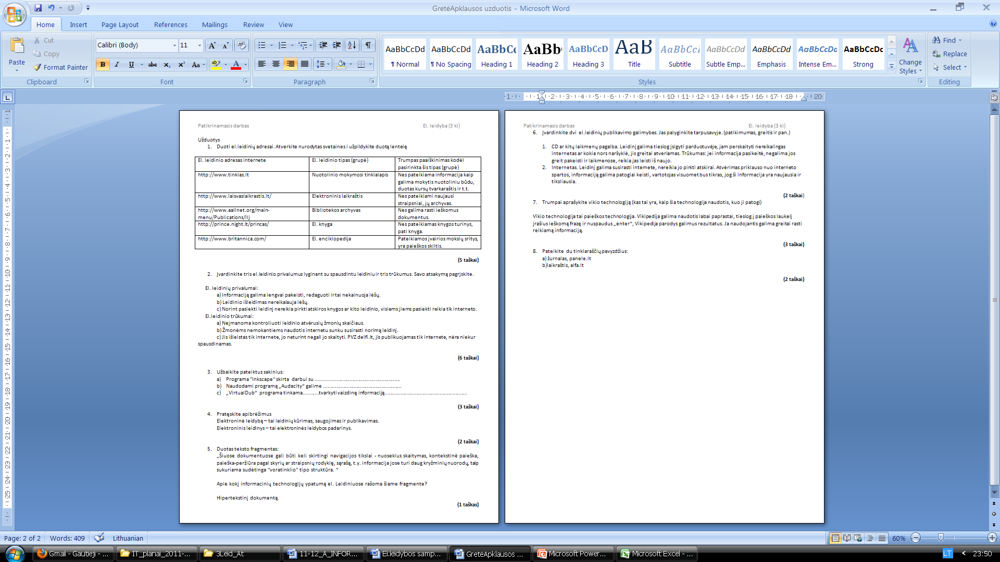 GretėApklausos uzduotis - Microsoft Word
Home Insert Page Layout References Mailings Review View
Paste
Cut
Copy
Format Painter
Clipboard
Calibri (Body) 11
Font
Paragraph
AaBbCcDd AaBbCcDd AaBbCc AaBb AaBbCcD AaB AaBbCcI AaBbCcDd AaBbCcDd AaBbCcDd AaBbCcDc
¶ Normal ¶ No Spacing Heading 1 Heading 2 Heading 3 Title Subtitle Subtle Emp... Emphasis Intense Em... Strong
Change Styles
Styles
Find
Replace
Select
Editing
Patikrinamasis darbas El. leidyba (3 kl)
Užduotys
1. Duoti el.leidinių adresai. Atverkite nurodytas svetaines i užpildykite duotą lentelę
El. leidinio adresas internete El. leidinio tipas (grupė) Trumpas paaiškinimas kodėl
pasirinkta šis tipas (grupė)
http://www.tinklas.lt Nuotolinio mokymosi tinklalapis Nes pateikiama informacija kaip
galima mokytis nuotoliniu būdu,
duotas kursų tvarkaraštis ir t.t.
http://www.laisvaslaikrastis.lt/ Elektroninis laikraštis Nes pateikiami naujausi
straipsniai, jų archyvas.
http://www.aallnet.org/main- Bibliotekos archyvas Nes galima rasti ieškomus
menu/Publications/llj dokumentus.
http://prince.night.lt/princas/ El. knyga Nes pateikiamas knygos turinys,
pati knyga.
http://www.britannica.com/ El. enciklopedija Pateikiamos įvairios mokslų sritys,
yra paieškos skiltis.
(5 taškai)
2. Įvardinkite tris el.leidinio privalumus lyginant su spausdintu leidiniu ir tris trūkumus. Savo atsakymą pagrįskite.
El. leidinių privalumai:
a) Informaciją galima lengvai pakeisti, redaguoti ir tai nekainuoja lėšų.
b) Leidinio išleidimas nereikalauja lėšų.
c) Norint pasiekti leidinį nereikia pirkti atskiros knygos ar kito leidinio, visiems jiems pasiekti reikia tik interneto.
El.leidinio trūkumai:
a) Neįmanoma kontroliuoti leidinio atvėrusių žmonių skaičiaus.
b) Žmonėms nemokantiems naudotis internetu sunku susirasti norimą leidinį.
c) Jis išleistas tik internete, jo neturint negali jo skaityti. PVZ delfi.lt, jis publikuojamas tik internete, nėra niekur
spausdinamas.
(6 taškai)
3. Užbaikite pateiktus sakinius:
a) Programa "Inkscape" skirta darbui su .......................................................
b) Naudodami programą „Audacity“ galime ...................................................
c) „VirtualDub“ programa tinkama...........tvarkyti vaizdinę informaciją.....................................................
(3 taškai)
4. Pratęskite apibrėžimus
Elektroninė leidybą – tai leidinių kūrimas, saugojimas ir publikavimas.
Elektroninis leidinys – tai elektroninės leidybos padarinys.
(2 taškai)
5. Duotas teksto fragmentas:
„Šiuose dokumentuose gali būti keli skirtingi navigacijos tikslai - nuoseklus skaitymas, kontekstinė paieška,
paieška-peržiūra pagal skyrių ar straipsnių rodyklę, sąrašą, t.y. informacija jose turi daug kryžminių nuorodų, taip
sukuriama sudėtinga "voratinklio" tipo struktūra. “
Apie kokį informacinių technologijų ypatumą el. Leidiniuose rašoma šiame fragmente?
Hipertekstinį dokumentą.
(1 taškas)
Patikrinamasis darbas El. leidyba (3 kl)
6. Įvardinkite dvi el.leidinių publikavimo galimybes. Jas palyginkite tarpusavyje. (patikimumas, greitis ir pan.)
1. CD ar kitų laikmenų pagalba. Leidinį galima tiesiog įsigyti parduotuvėje, jam perskaityti nereikalingas
internetas ar kokia nors naršyklė, jis greitai atveriamas. Trūkumas: jei informacija pasikeitė, negalima jos
greit pakeisti ir laikmenose, reikia jas leisti iš naujo.
2. Internetas. Leidinį galima susirasti internete, nereikia jo pirkti atskirai. Atvėrimas priklauso nuo interneto
spartos, informaciją galima patogiai keisti, vartotojas visuomet bus tikras, jog ši informacija yra naujausia ir
tiksliausia.
(2 taškai)
7. Trumpai aprašykite vikio technologiją (kas tai yra, kaip šia technologija naudotis, kuo ji patogi)
Vikio technologija tai paieškos technologija. Vikipedija galima naudotis labai paprastai, tiesiog į paieškos laukelį
įrašius ieškomą frazę ir nuspaudus „enter“, Vikipedija parodys galimus rezultatus. Ja naudojantis galima greitai rasti
reikiamą informaciją.
(3 taškai)
8. Pateikite du tinklaraščių pavyzdžius:
a) žurnalas, panele.lt
b)laikraštis, alfa.lt
(2 taškai)
Page: 2 of 2 Words: 409 Lithuanian 60%
Gmail - Gautieji - ... IT_planai_2011-... 3Leid_At 11-12_A_INFOR... El.leidybos samp... GretėApklausos ... Microsoft Power... Microsoft Excel - ... LT 23:50